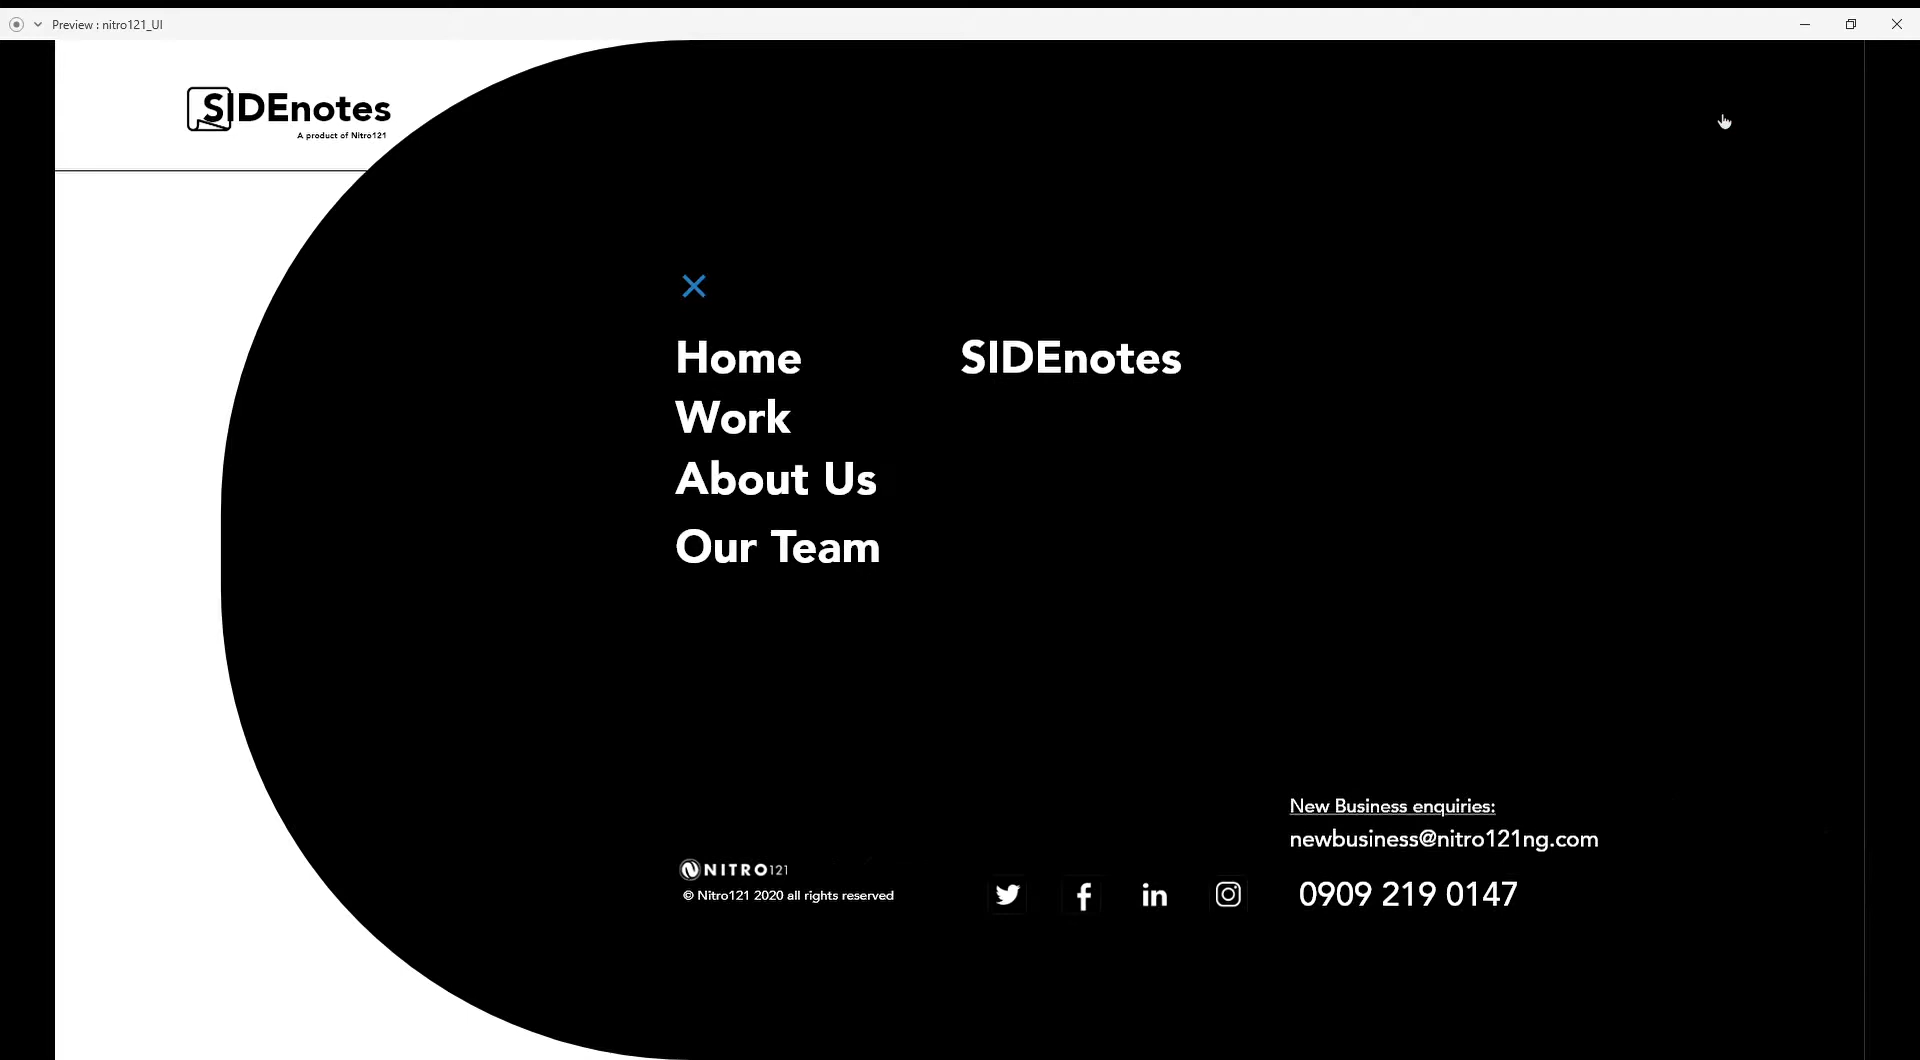 Preview : nitro121_UI
SIDEnotes
A product of Nitro121
Home
SIDEnotes
Work
About Us
Our Team
New Business enquiries:
newbusiness@nitro121ng.com
NITRO121
© Nitro121 2020 all rights reserved
0909 219 0147